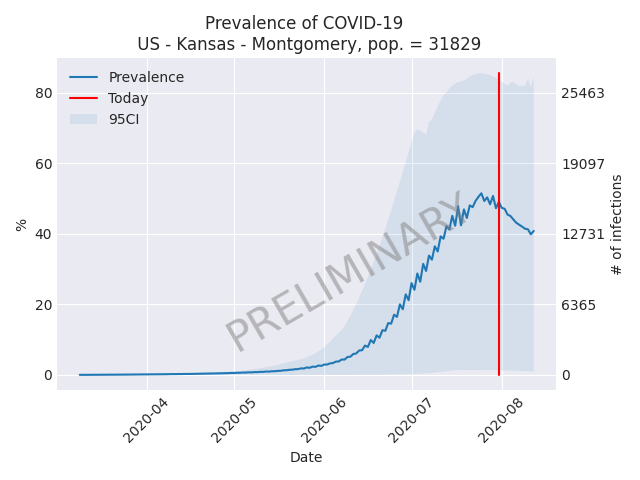 Prevalence of COVID-19
US - Kansas - Montgomery, pop. = 31829
Prevalence
Today
95CI
80
60
40
20
0
%
25463
19097
12731
6365
0
# of infections
PRELIMINARY
2020-04
2020-05
2020-06
2020-07
2020-08
Date